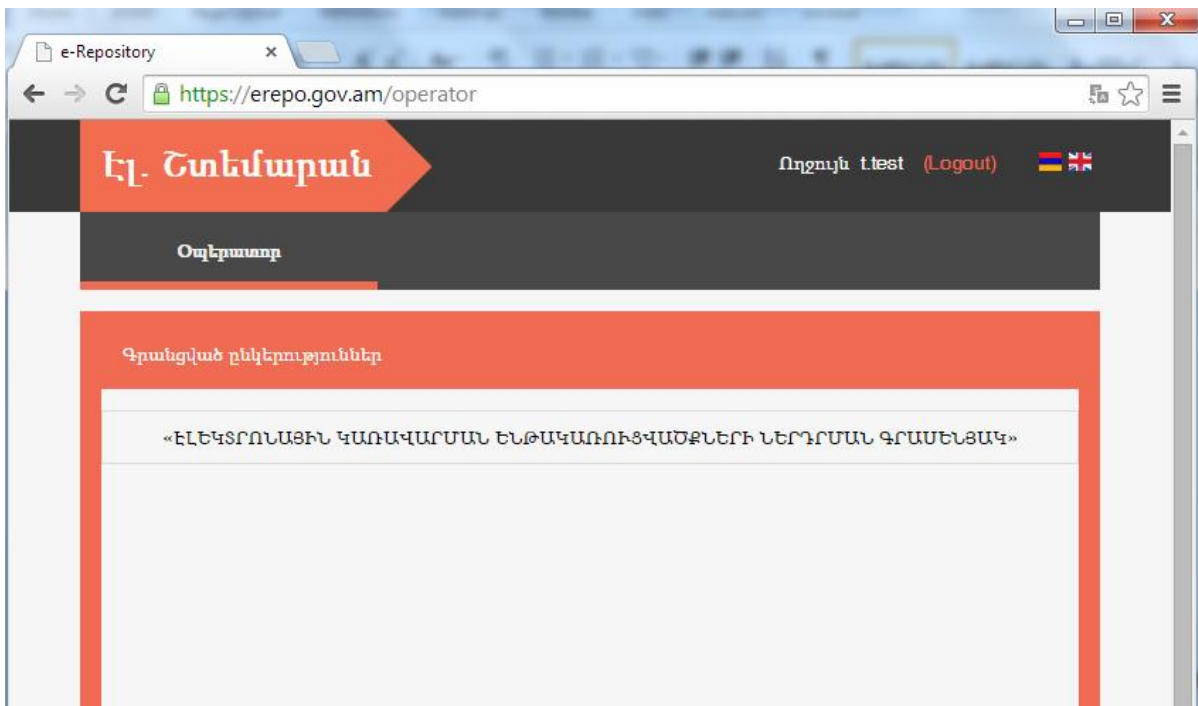 e-Repository
https://erepo.gov.am/operator
Էլ. Շտեմարան
Ողջույն t.test (Logout)
Օպերատոր
Գրանցված ընկերություններ
«ԷԼԵԿՏՐՈՆԱՅԻՆ ԿԱՌԱՎԱՐՄԱՆ ԵՆԹԱԿԱՌՈՒՑՎԱԾՔՆԵՐԻ ՆԵՐԴՐՄԱՆ ԳՐԱՍԵՆՅԱԿ»